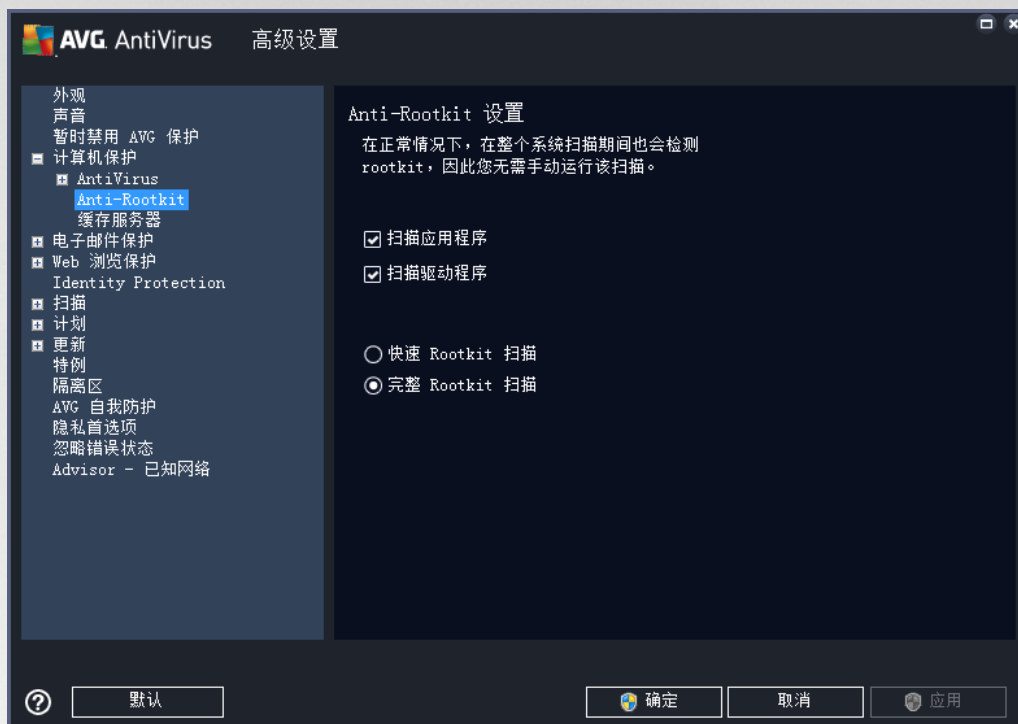 AVG AntiVirus 高级设置
外观
声音
暂时禁用 AVG 保护
计算机保护
AntiVirus
Anti-Rootkit
缓存服务器
电子邮件保护
Web 浏览保护
Identity Protection
扫描
计划
更新
特例
隔离区
AVG 自我防护
隐私首选项
忽略错误状态
Advisor - 已知网络
Anti-Rootkit 设置
在正常情况下，在整个系统扫描期间也会检测
rootkit，因此您无需手动运行该扫描。
扫描应用程序
扫描驱动程序
快速 Rootkit 扫描
完整 Rootkit 扫描
默认
确定
取消
应用